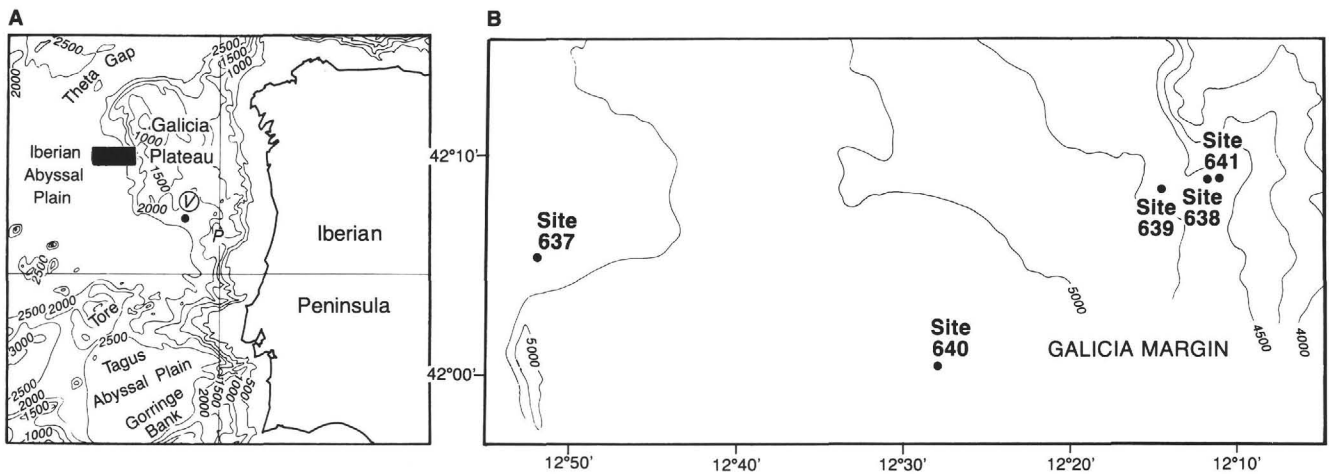 A
2500
2000
Theta Gap
2500
1500
1000
Galicia
1000
Plateau
Iberian
Abyssal
Plain
1500
2000
V
P
Iberian
Peninsula
2500
2500
2000
Tore
3000
2500
Tagus
Abyssal Plain
Gorringe
Bank
2500
2000
1500
1000
2000
1500
1000
500
B
42°10'
42°00'
Site
637
Site
640
Site
639
Site
638
Site
641
5000
5000
4500
4000
GALICIA MARGIN
12°50'
12°40'
12°30'
12°20'
12°10'